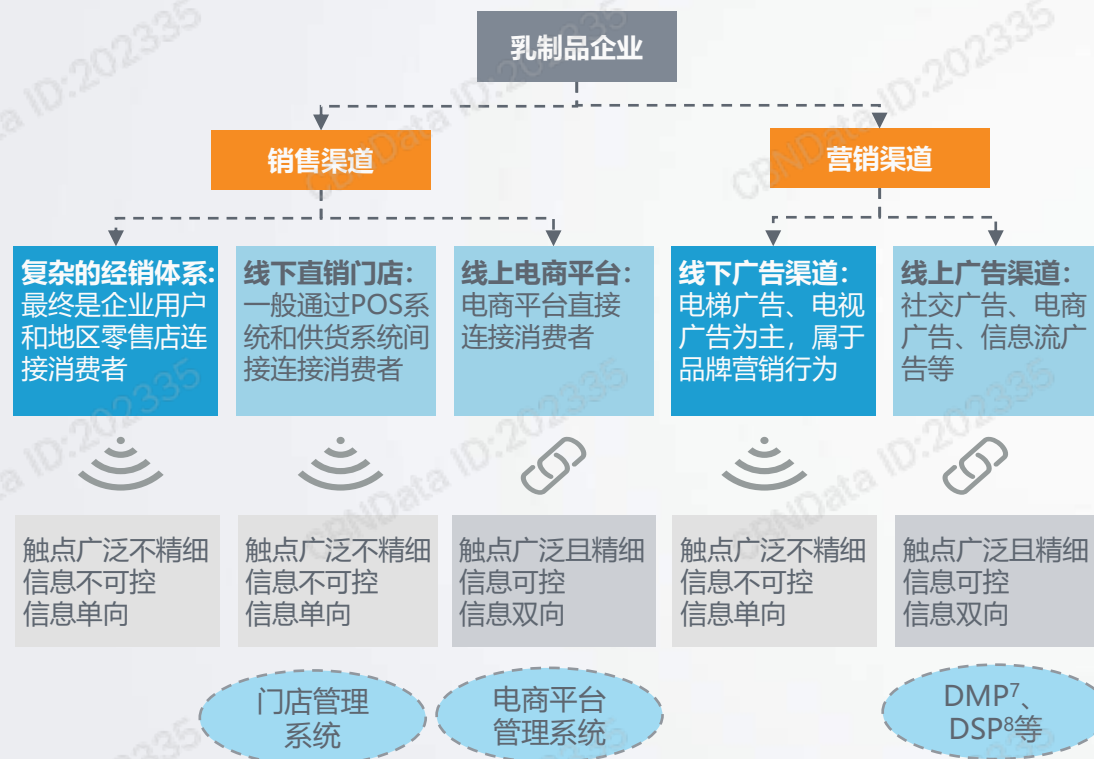 乳制品企业
销售渠道
营销渠道
复杂的经销体系:
最终是企业用户
和地区零售店连
接消费者
线下直销门店：
一般通过POS系
统和供货系统间
接连接消费者
线上电商平台：
电商平台直接
连接消费者
线下广告渠道：
电梯广告、电视
广告为主，属于
品牌营销行为
线上广告渠道：
社交广告、电商
广告、信息流广
告等
触点广泛不精细
信息不可控
信息单向
触点广泛不精细
信息不可控
信息单向
触点广泛且精细
信息可控
信息双向
触点广泛不精细
信息不可控
信息单向
触点广泛且精细
信息可控
信息双向
门店管理
系统
电商平台
管理系统
DMP⁷、
DSP⁸等
CBNData ID:202335